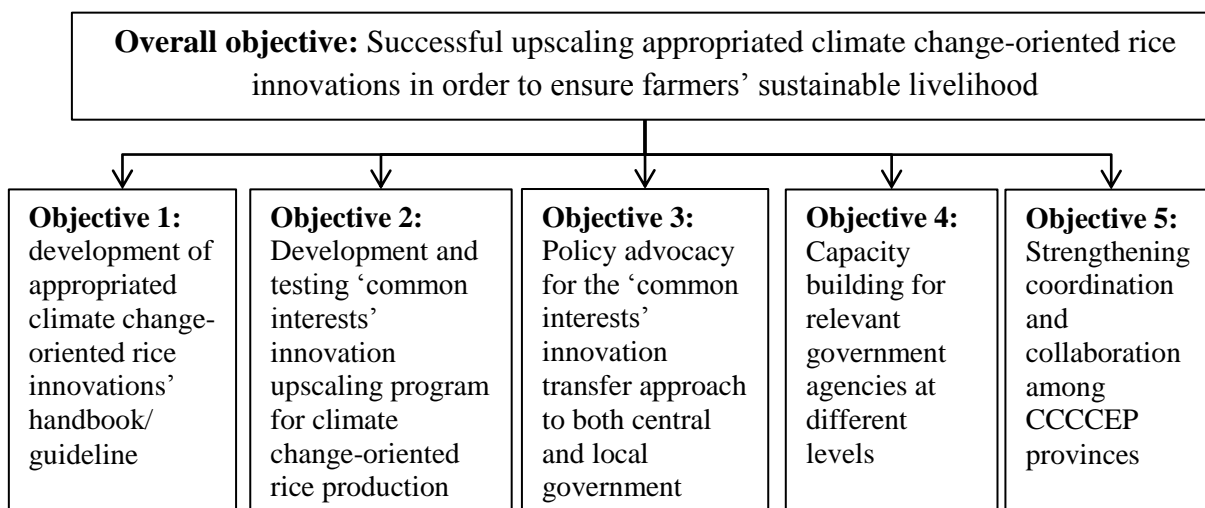 Overall objective: Successful upscaling appropriated climate change-oriented rice
innovations in order to ensure farmers’ sustainable livelihood
Objective 1:
development of
appropriated
climate change-
oriented rice
innovations’
handbook/
guideline
Objective 2:
Development and
testing ‘common
interests’
innovation
upscaling program
for climate
change-oriented
rice production
Objective 3:
Policy advocacy
for the ‘common
interests’
innovation
transfer approach
to both central
and local
government
Objective 4:
Capacity
building for
relevant
government
agencies at
different
levels
Objective 5:
Strengthening
coordination
and
collaboration
among
CCCCEP
provinces